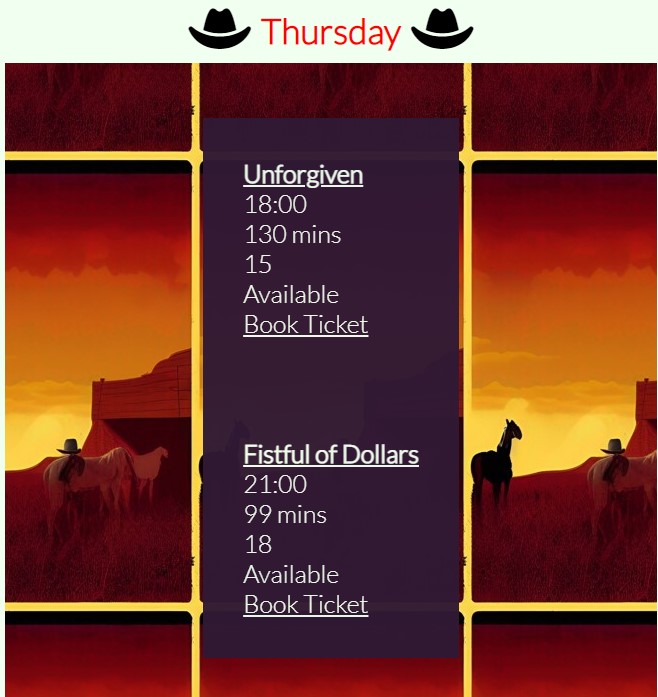 Thursday
Unforgiven
18:00
130 mins
15
Available
Book Ticket
Fistful of Dollars
21:00
99 mins
18
Available
Book Ticket